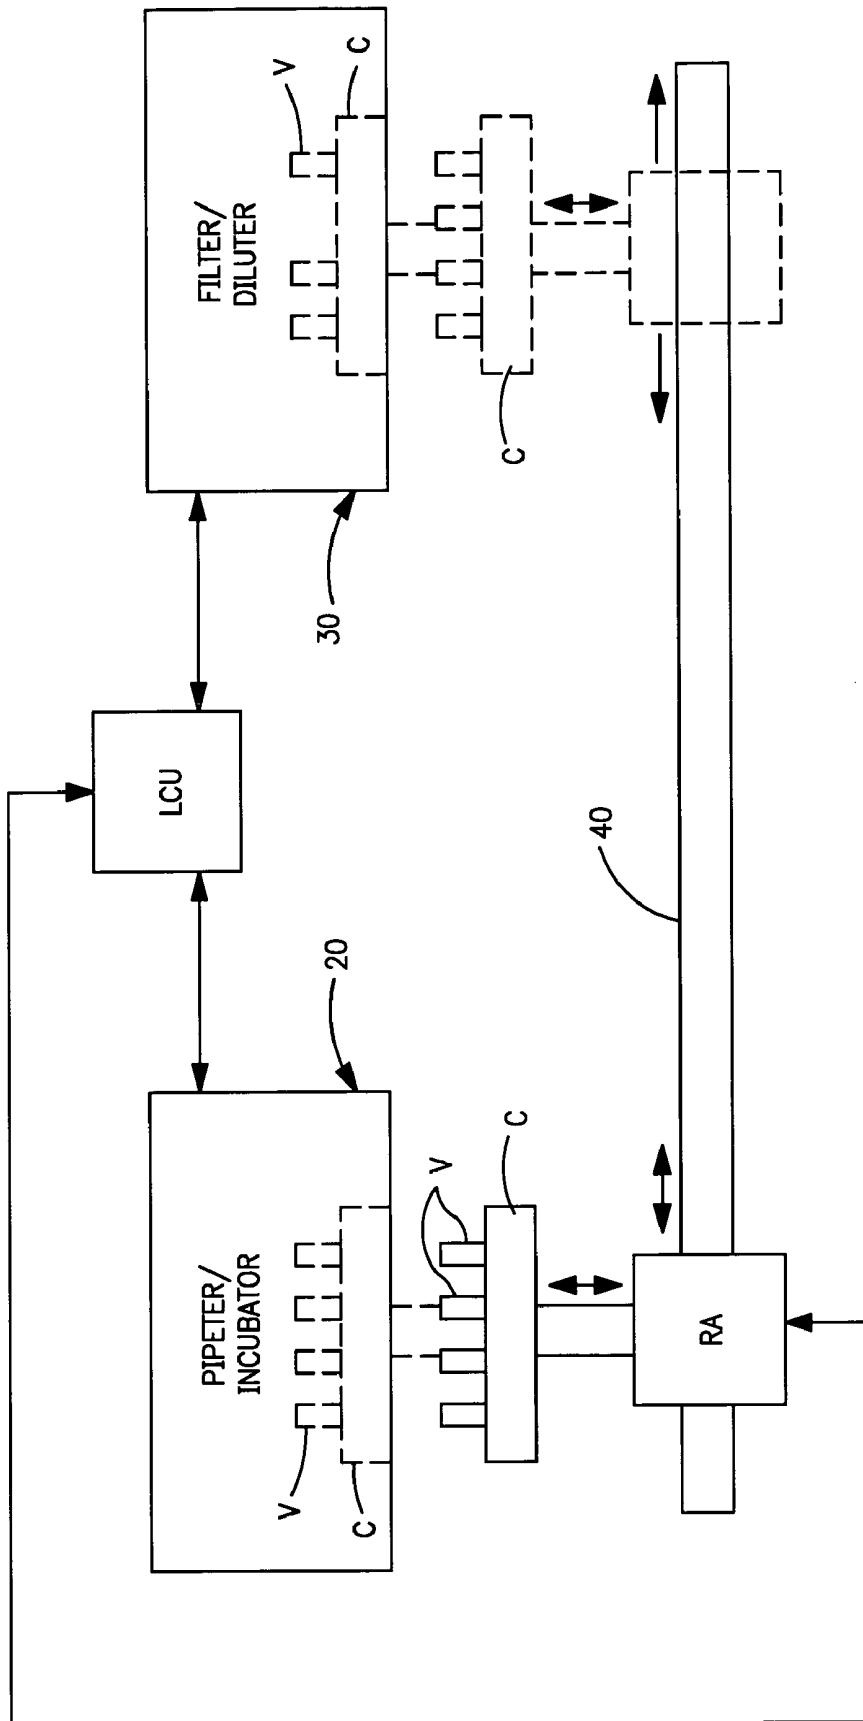 LCU
PIPETER/
INCUBATOR
V
C
20
V
C
RA
40
FILTER/
DILUTER
V
C
30
C